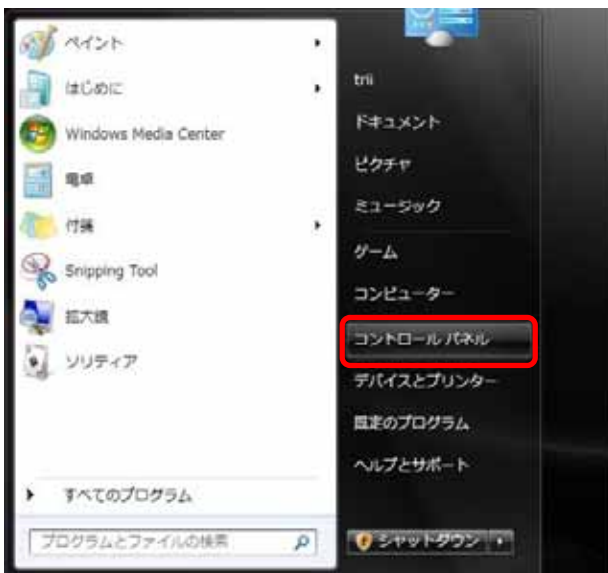 ペイント
はじめに
Windows Media Center
電卓
付箋
Snipping Tool
拡大鏡
ソリティア
すべてのプログラム
プログラムとファイルの検索
trii
ドキュメント
ピクチャ
ミュージック
ゲーム
コンピューター
コントロール パネル
デバイスとプリンター
既定のプログラム
ヘルプとサポート
シャットダウン